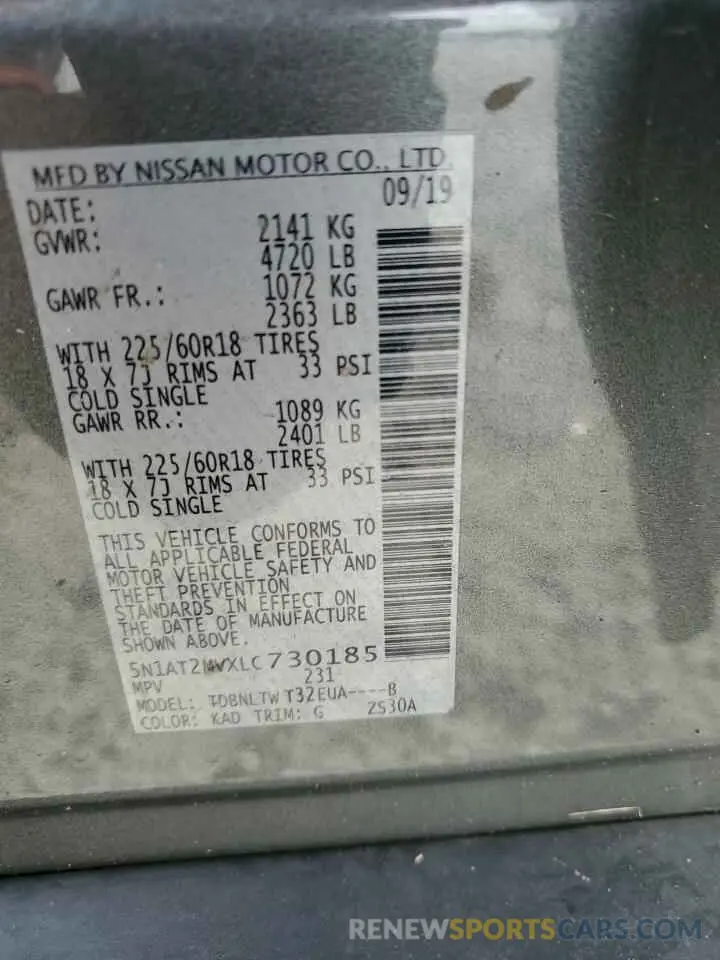 MFD BY NISSAN MOTOR CO., LTD.
DATE: 09/19
GVWR: 2141 KG
4720 LB
GAWR FR.: 1072 KG
2363 LB
WITH 225/60R18 TIRES
18 X 7J RIMS AT 33 PSI
COLD SINGLE
GAWR RR.: 1089 KG
2401 LB
WITH 225/60R18 TIRES
18 X 7J RIMS AT 33 PSI
COLD SINGLE
THIS VEHICLE CONFORMS TO
ALL APPLICABLE FEDERAL
MOTOR VEHICLE SAFETY AND
THEFT PREVENTION
STANDARDS IN EFFECT ON
THE DATE OF MANUFACTURE
SHOWN ABOVE.
5N1AT2MVXLC730185
MPV 231
MODEL: TDBNLTWT32EUA----B
COLOR: KAD TRIM: G ZS30A
RENEWSPORTSCARS.COM